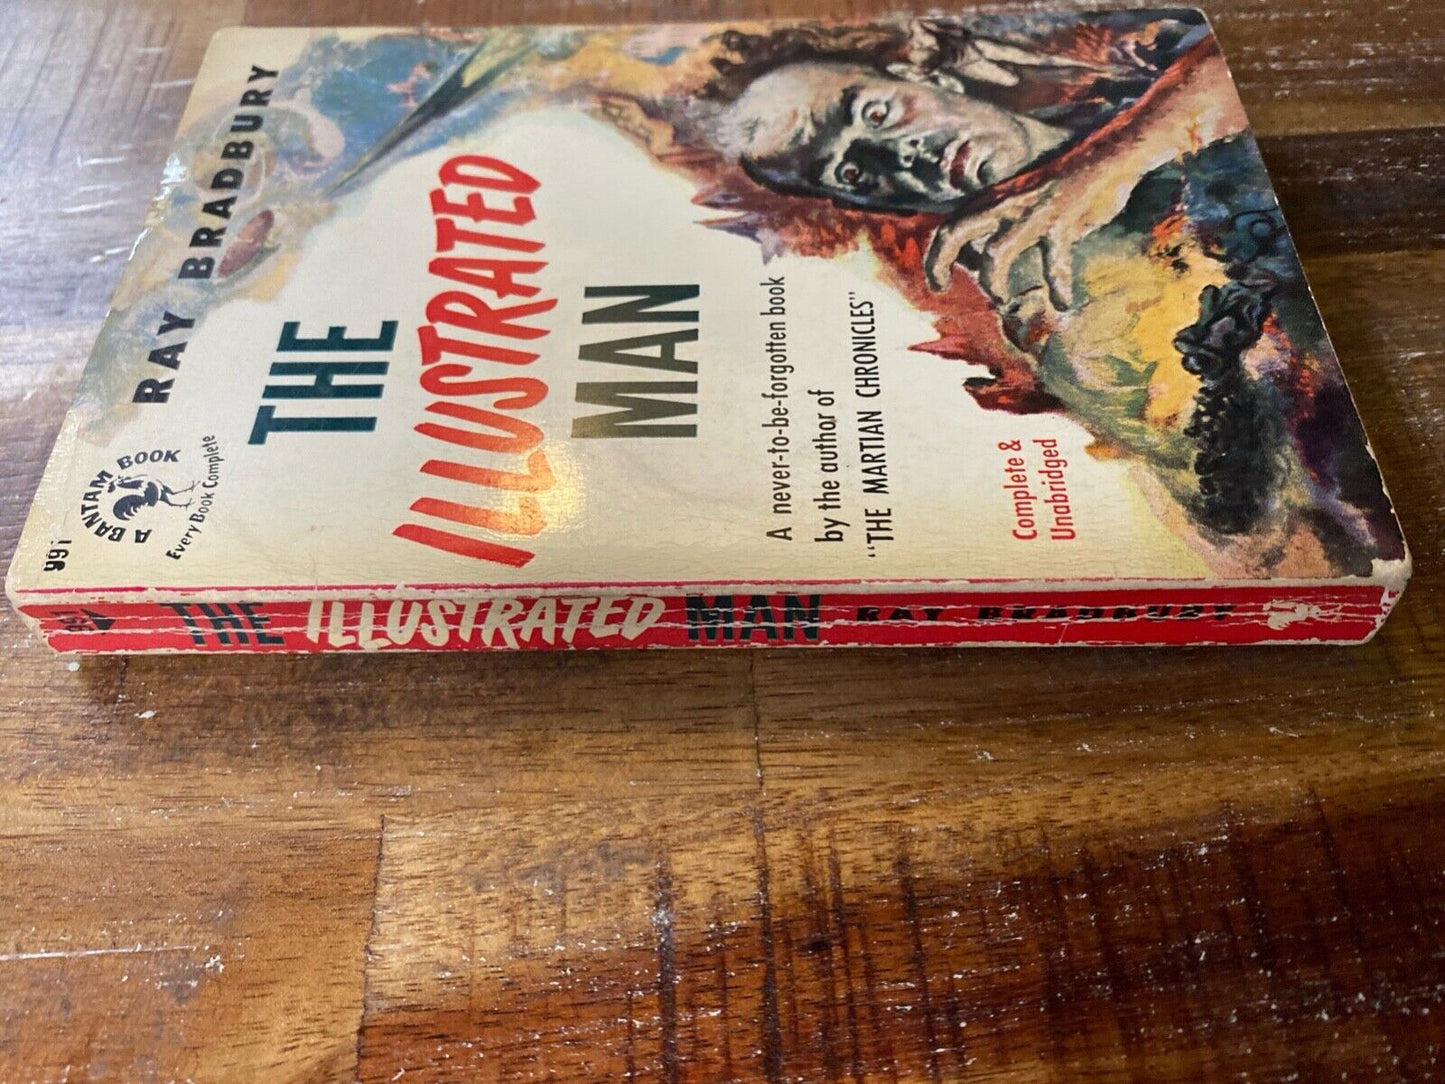 991
A BANTAM BOOK
Every Book Complete
RAY BRADBURY
THE
ILLUSTRATED
MAN
A never-to-be-forgotten book
by the author of
"THE MARTIAN CHRONICLES"
Complete &
Unabridged
991 THE ILLUSTRATED MAN RAY BRADBURY